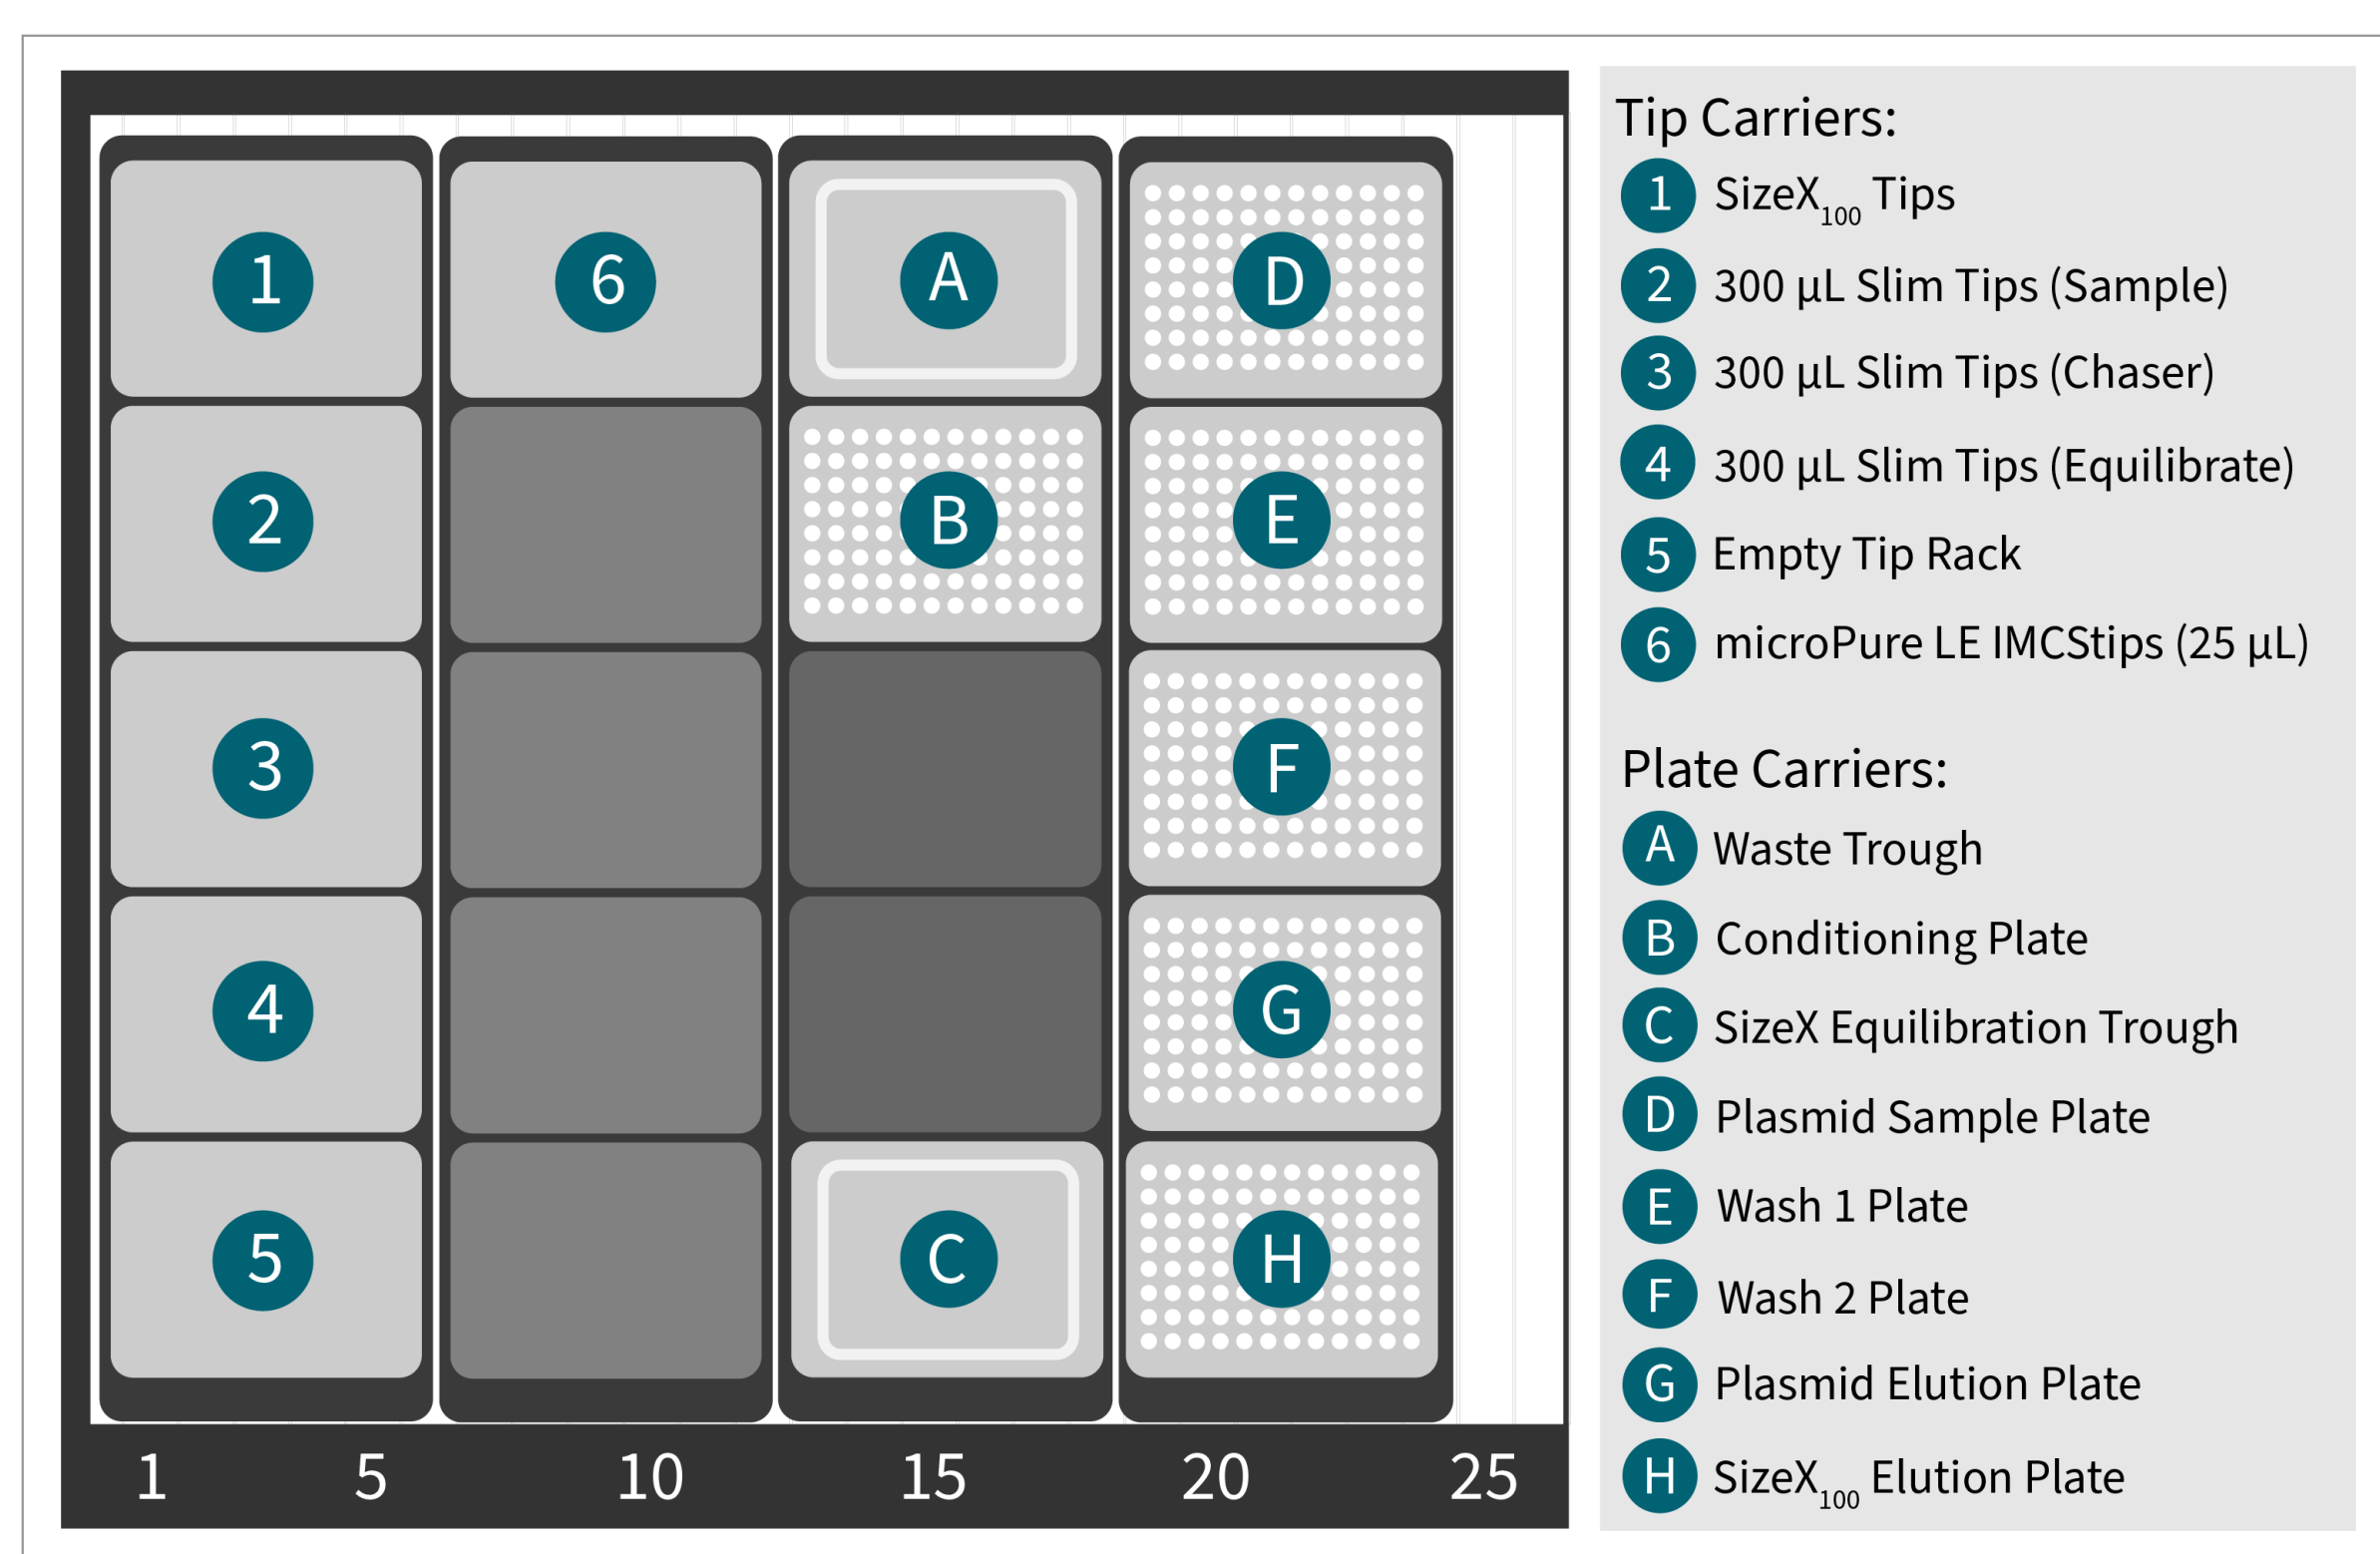 1
6
A
D
2
B
E
3
F
4
G
5
C
H
1 5 10 15 20 25
Tip Carriers:
1 SizeX100 Tips
2 300 µL Slim Tips (Sample)
3 300 µL Slim Tips (Chaser)
4 300 µL Slim Tips (Equilibrate)
5 Empty Tip Rack
6 microPure LE IMCStips (25 µL)
Plate Carriers:
A Waste Trough
B Conditioning Plate
C SizeX Equilibration Trough
D Plasmid Sample Plate
E Wash 1 Plate
F Wash 2 Plate
G Plasmid Elution Plate
H SizeX100 Elution Plate